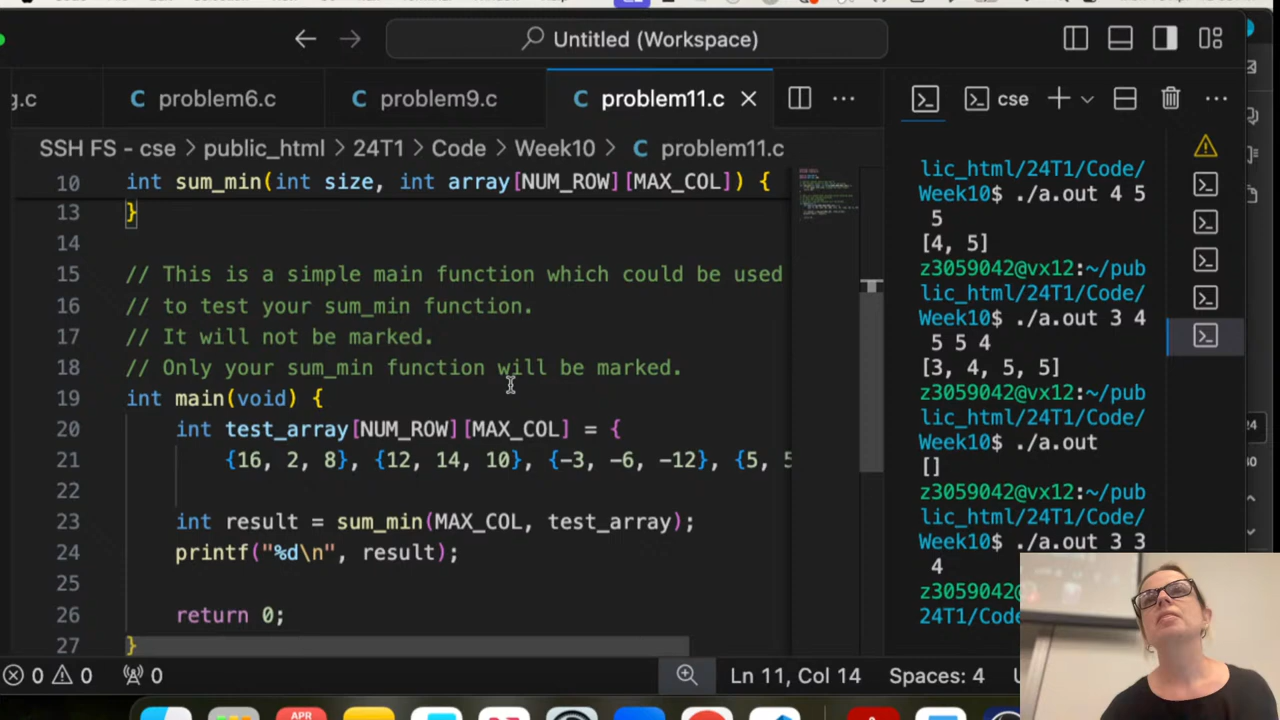 Untitled (Workspace)
g.c
C problem6.c
C problem9.c
C problem11.c
cse
SSH FS - cse > public_html > 24T1 > Code > Week10 > C problem11.c
10 int sum_min(int size, int array[NUM_ROW][MAX_COL]) {
13 }
14
15 // This is a simple main function which could be used
16 // to test your sum_min function.
17 // It will not be marked.
18 // Only your sum_min function will be marked.
19 int main(void) {
20 int test_array[NUM_ROW][MAX_COL] = {
21 {16, 2, 8}, {12, 14, 10}, {-3, -6, -12}, {5, 5
22
23 int result = sum_min(MAX_COL, test_array);
24 printf("%d\n", result);
25
26 return 0;
27 }
lic_html/24T1/Code/
Week10$ ./a.out 4 5
5
[4, 5]
z3059042@vx12:~/pub
lic_html/24T1/Code/
Week10$ ./a.out 3 4
5 5 4
[3, 4, 5, 5]
z3059042@vx12:~/pub
lic_html/24T1/Code/
Week10$ ./a.out
[]
z3059042@vx12:~/pub
lic_html/24T1/Code/
Week10$ ./a.out 3 3
4
z3059042@vx12:~/pub
24T1/Code
0 0 0
Ln 11, Col 14
Spaces: 4
APR